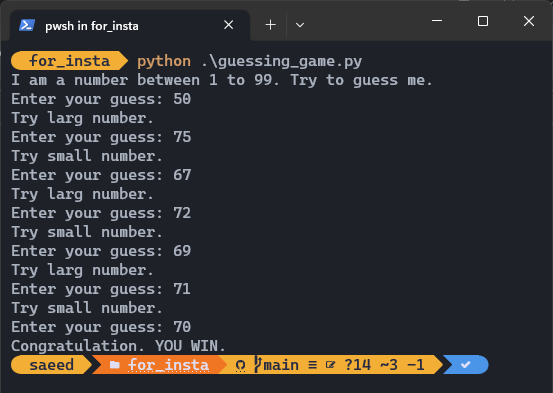 pwsh in for_insta
for_insta python .\guessing_game.py
I am a number between 1 to 99. Try to guess me.
Enter your guess: 50
Try larg number.
Enter your guess: 75
Try small number.
Enter your guess: 67
Try larg number.
Enter your guess: 72
Try small number.
Enter your guess: 69
Try larg number.
Enter your guess: 71
Try small number.
Enter your guess: 70
Congratulation. YOU WIN.
saeed for_insta main ≡ ?14 ~3 -1